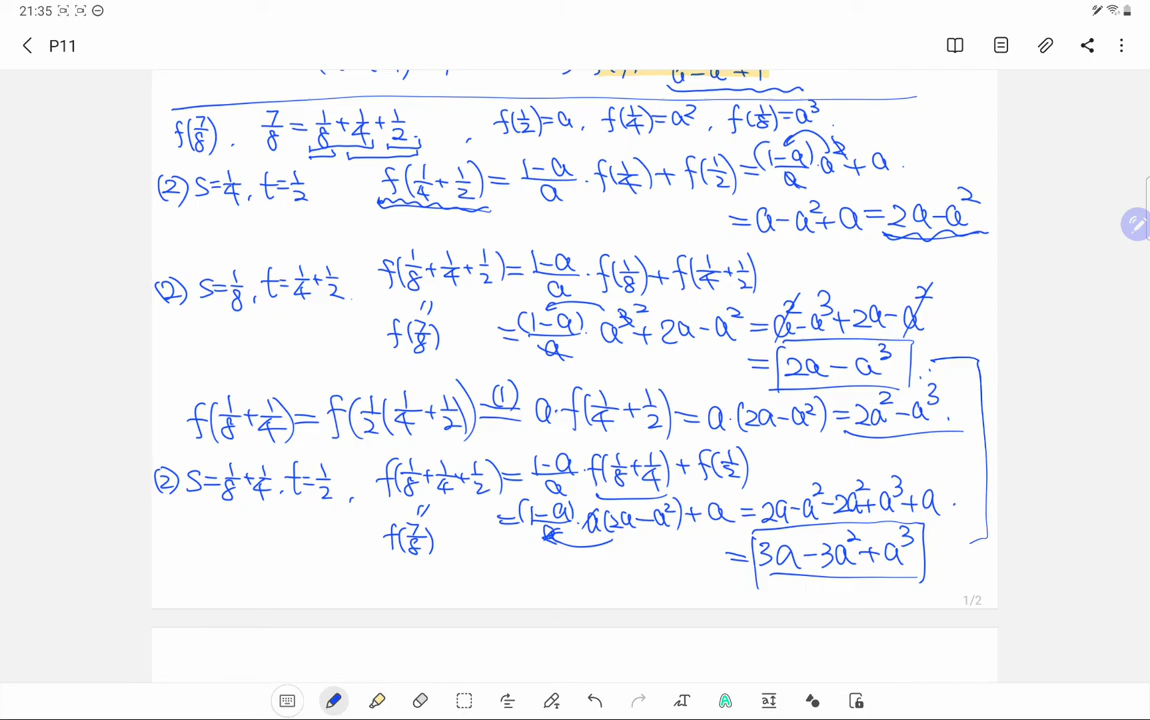 21:35
P11
f(7/8). 7/8 = 1/8 + 1/4 + 1/2, f(1/2)=a, f(1/4)=a², f(1/8)=a³.
(2) s=1/4, t=1/2 f(1/4 + 1/2) = (1-a)/a · f(1/4) + f(1/2) = (1-a)/a · a² + a
= a-a²+a = 2a-a²
(2) s=1/8, t=1/4+1/2. f(1/8 + 1/4 + 1/2) = (1-a)/a · f(1/8) + f(1/4 + 1/2)
f(7/8) = (1-a)/a · a³ + 2a-a² = a²-a³+2a-a²
= 2a-a³
f(1/8 + 1/4) = f(1/2(1/4 + 1/2)) (1)= a·f(1/4 + 1/2) = a·(2a-a²) = 2a²-a³.
(2) s=1/8+1/4, t=1/2, f(1/8 + 1/4 + 1/2) = (1-a)/a · f(1/8 + 1/4) + f(1/2)
f(7/8) = (1-a)/a · a(2a-a²) + a = 2a-a²-2a²+a³+a.
= 3a-3a²+a³
1/2